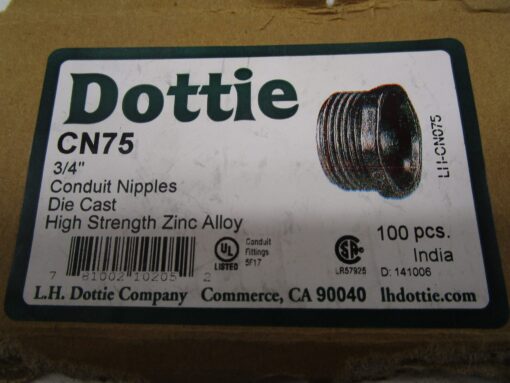 Dottie
CN75
3/4"
Conduit Nipples
Die Cast
High Strength Zinc Alloy
LH-CN075
UL
LISTED
Conduit
Fittings
5F17
LR57925
100 pcs.
India
D: 141006
7 81002 10205 2
L.H. Dottie Company Commerce, CA 90040 lhdottie.com